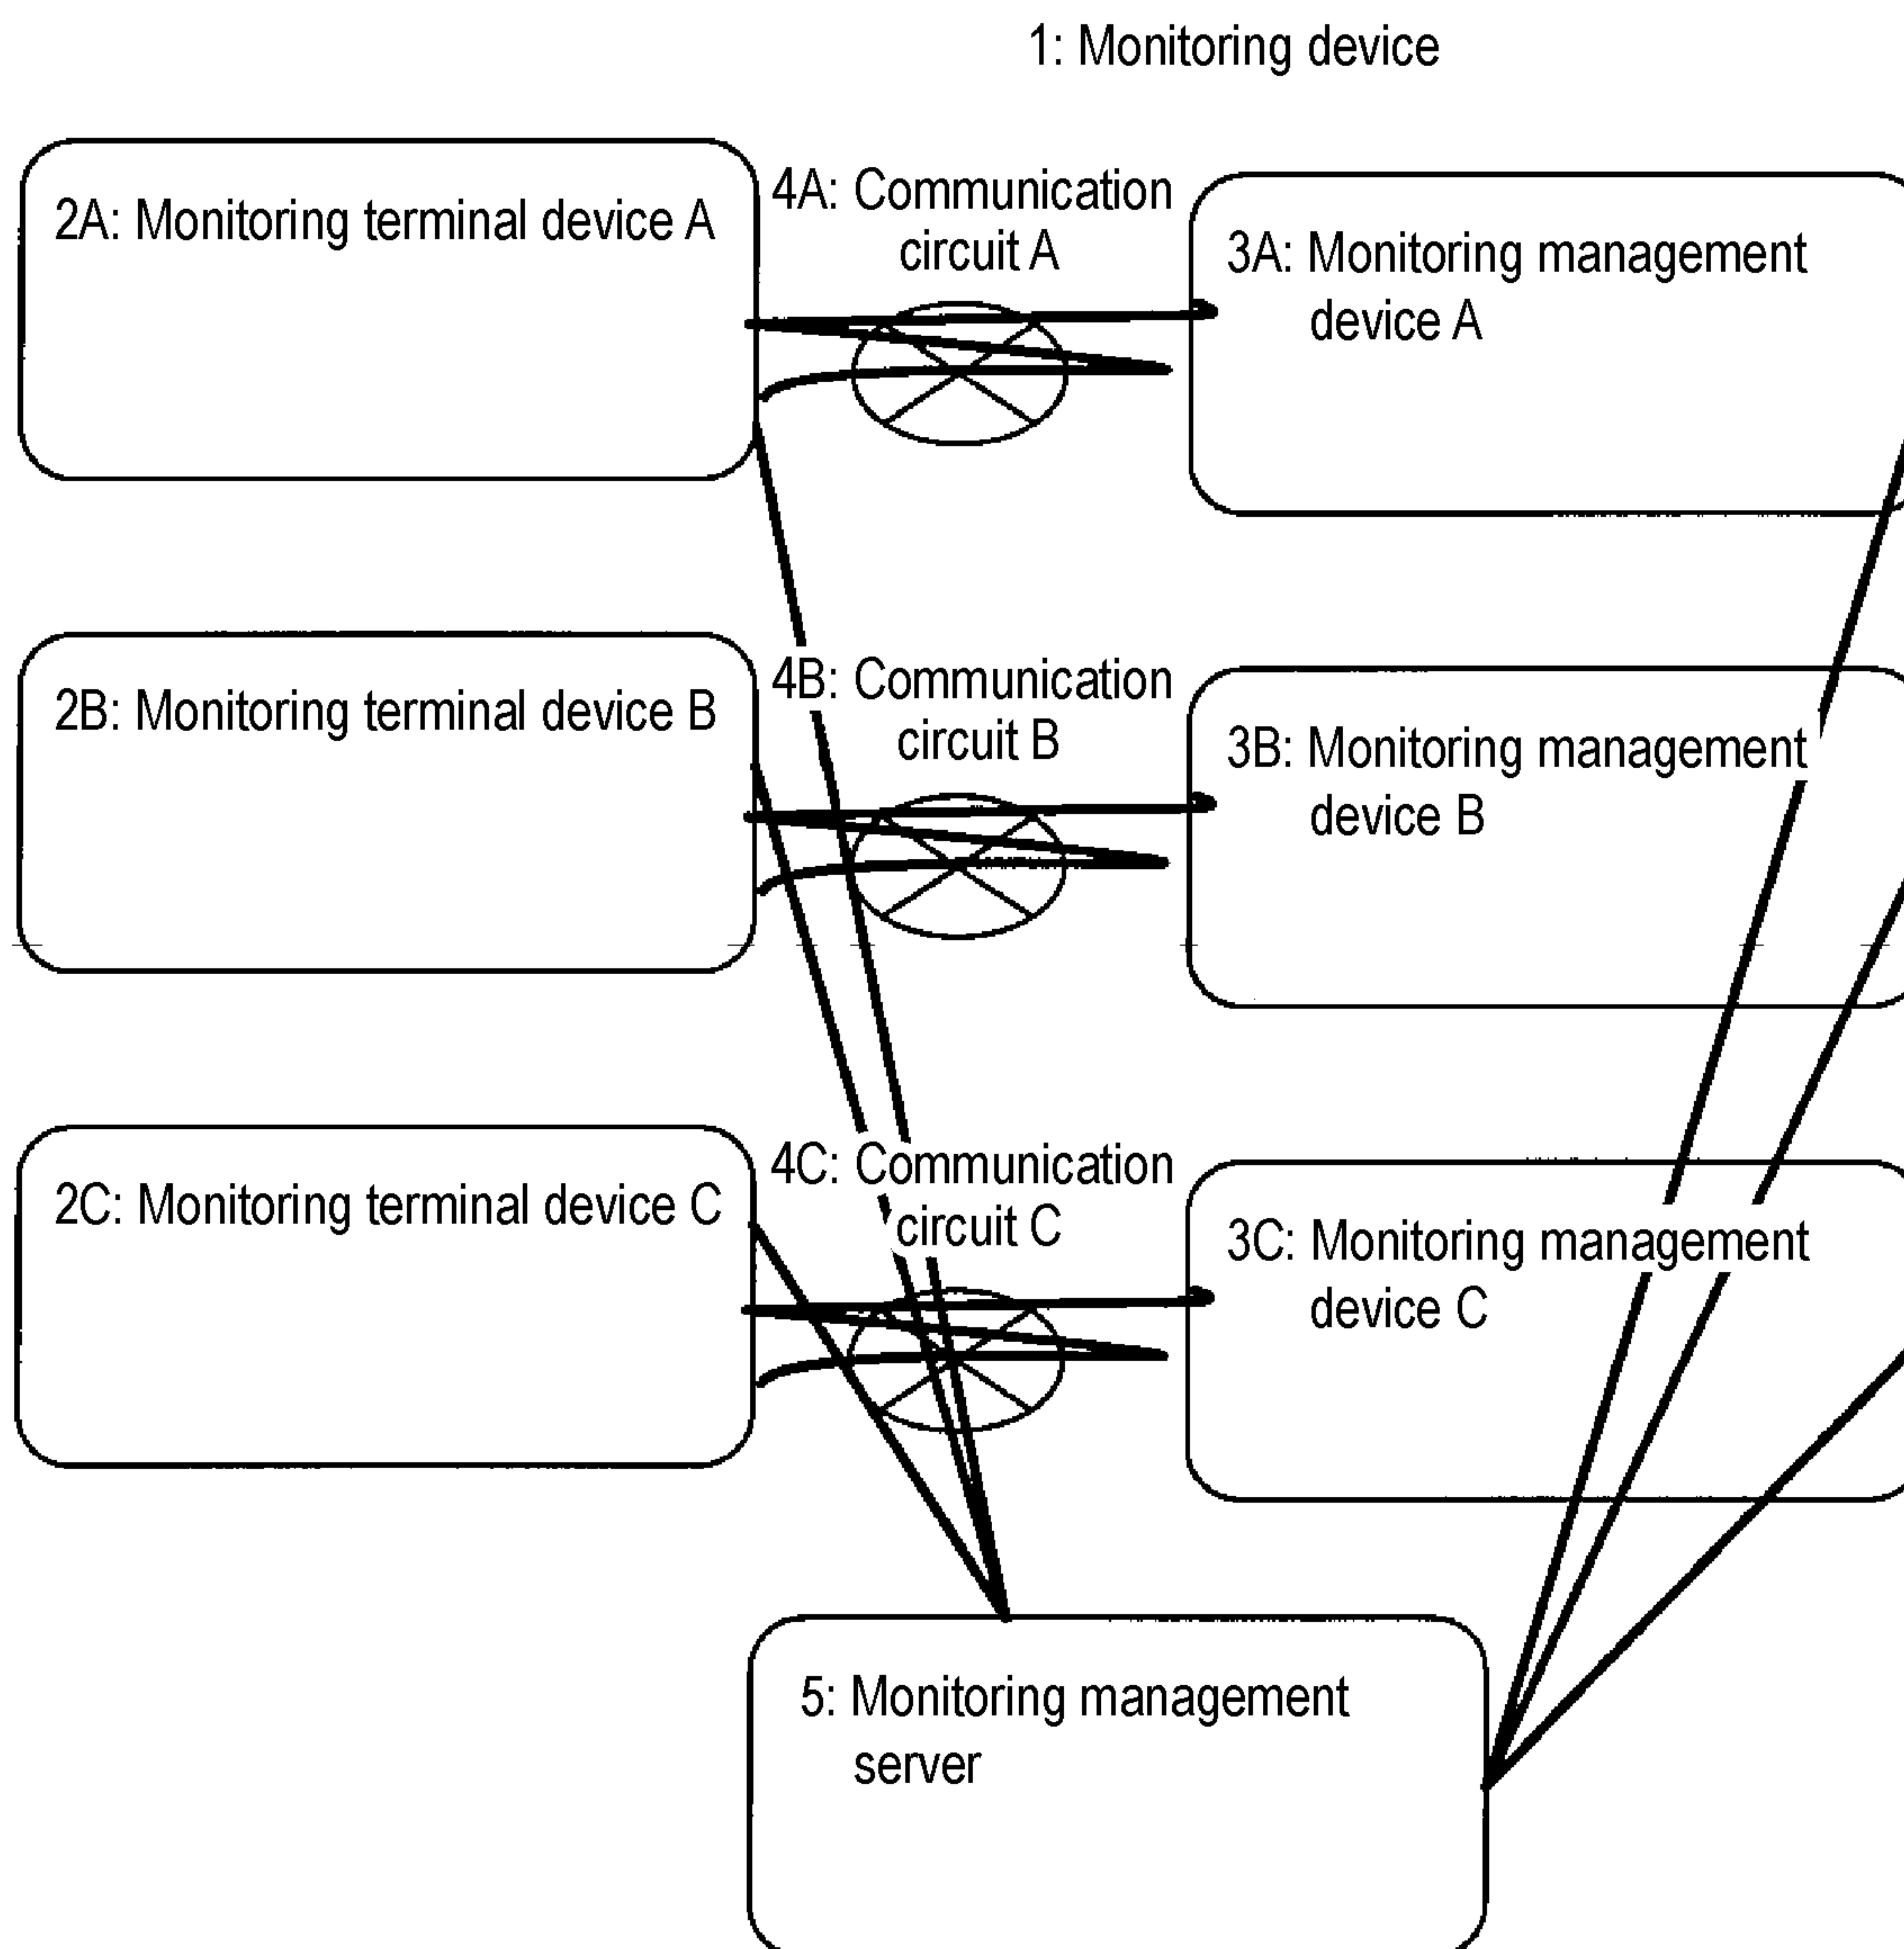 1: Monitoring device
2A: Monitoring terminal device A
4A: Communication
circuit A
3A: Monitoring management
device A
2B: Monitoring terminal device B
4B: Communication
circuit B
3B: Monitoring management
device B
2C: Monitoring terminal device C
4C: Communication
circuit C
3C: Monitoring management
device C
5: Monitoring management
server